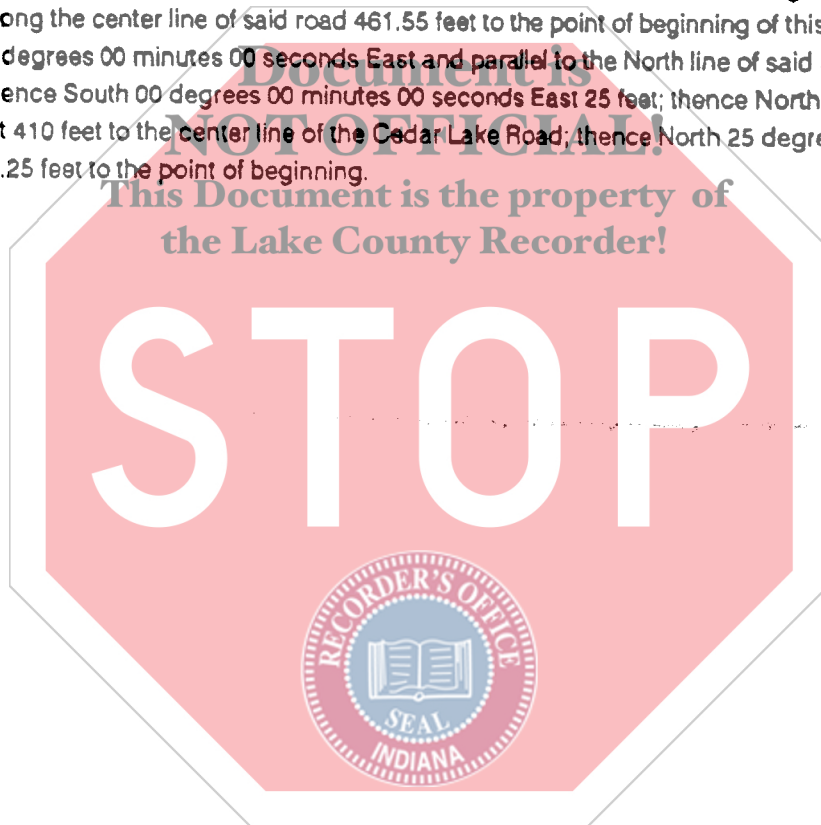 ong the center line of said road 461.55 feet to the point of beginning of this
degrees 00 minutes 00 seconds East and parallel to the North line of said
ence South 00 degrees 00 minutes 00 seconds East 25 feet; thence North
t 410 feet to the center line of the Cedar Lake Road; thence North 25 degre
.25 feet to the point of beginning.
Document is
NOT OFFICIAL!
This Document is the property of
the Lake County Recorder!
STOP
RECORDER'S OFFICE
SEAL
INDIANA